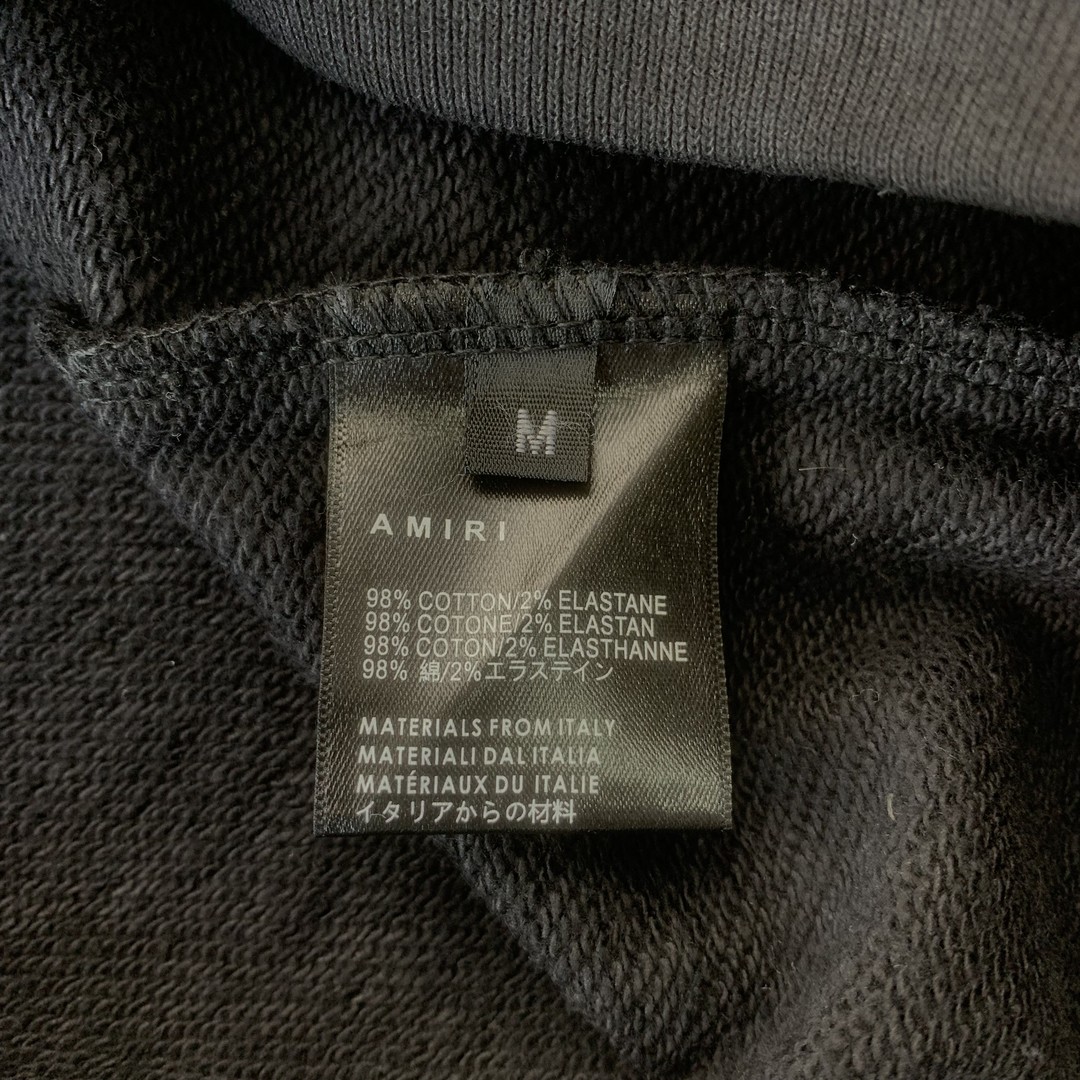 M
AMIRI
98% COTTON/2% ELASTANE
98% COTONE/2% ELASTAN
98% COTON/2% ELASTHANNE
98% 綿/2%エラステイン
MATERIALS FROM ITALY
MATERIALI DAL ITALIA
MATÉRIAUX DU ITALIE
イタリアからの材料